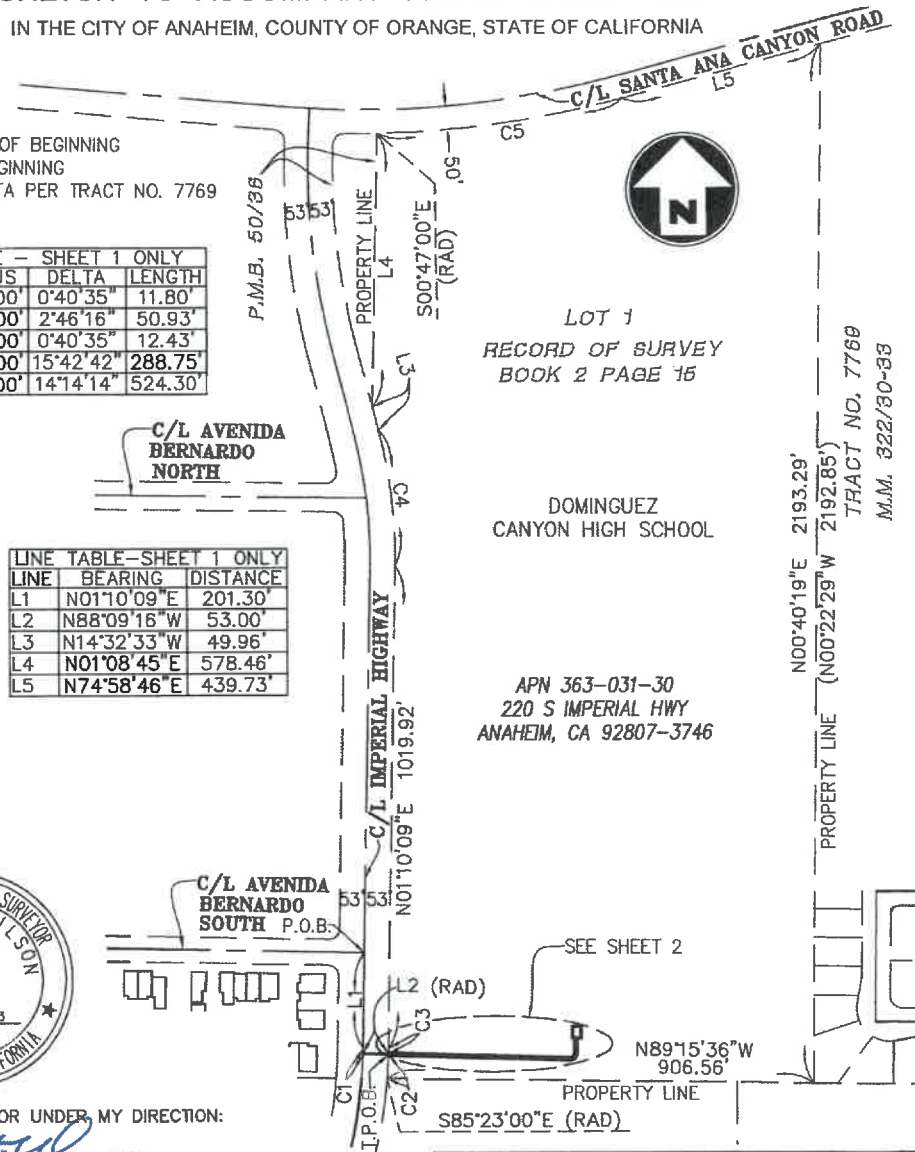 IN THE CITY OF ANAHEIM, COUNTY OF ORANGE, STATE OF CALIFORNIA
C/L SANTA ANA CANYON ROAD
L5
C5
50'
OF BEGINNING
GINNING
TA PER TRACT NO. 7769
P.M.B. 50/38
53' 53'
PROPERTY LINE
L4
S00°47'00"E
(RAD)
N
E - SHEET 1 ONLY
US DELTA LENGTH
00' 0°40'35" 11.80'
00' 2°46'16" 50.93'
00' 0°40'35" 12.43'
00' 15°42'42" 288.75'
00' 14°14'14" 524.30'
LOT 1
RECORD OF SURVEY
BOOK 2 PAGE 15
L3
C/L AVENIDA
BERNARDO
NORTH
C4
DOMINGUEZ
CANYON HIGH SCHOOL
N00°40'19"E 2193.29'
(N00°22'29"W 2192.85')
TRACT NO. 7769
M.M. 322/30-33
LINE TABLE-SHEET 1 ONLY
LINE BEARING DISTANCE
L1 N01°10'09"E 201.30'
L2 N88°09'16"W 53.00'
L3 N14°32'33"W 49.96'
L4 N01°08'45"E 578.46'
L5 N74°58'46"E 439.73'
C/L IMPERIAL HIGHWAY
N01°10'09"E 1019.92'
APN 363-031-30
220 S IMPERIAL HWY
ANAHEIM, CA 92807-3746
PROPERTY LINE
C/L AVENIDA
BERNARDO
SOUTH P.O.B.
53' 53'
SURVEYOR
ILSON
FORNIA
SEE SHEET 2
L1
L2 (RAD)
C3
N89°15'36"W
906.56'
C1
T.P.O.B.
C2
PROPERTY LINE
S85°23'00"E (RAD)
OR UNDER MY DIRECTION: